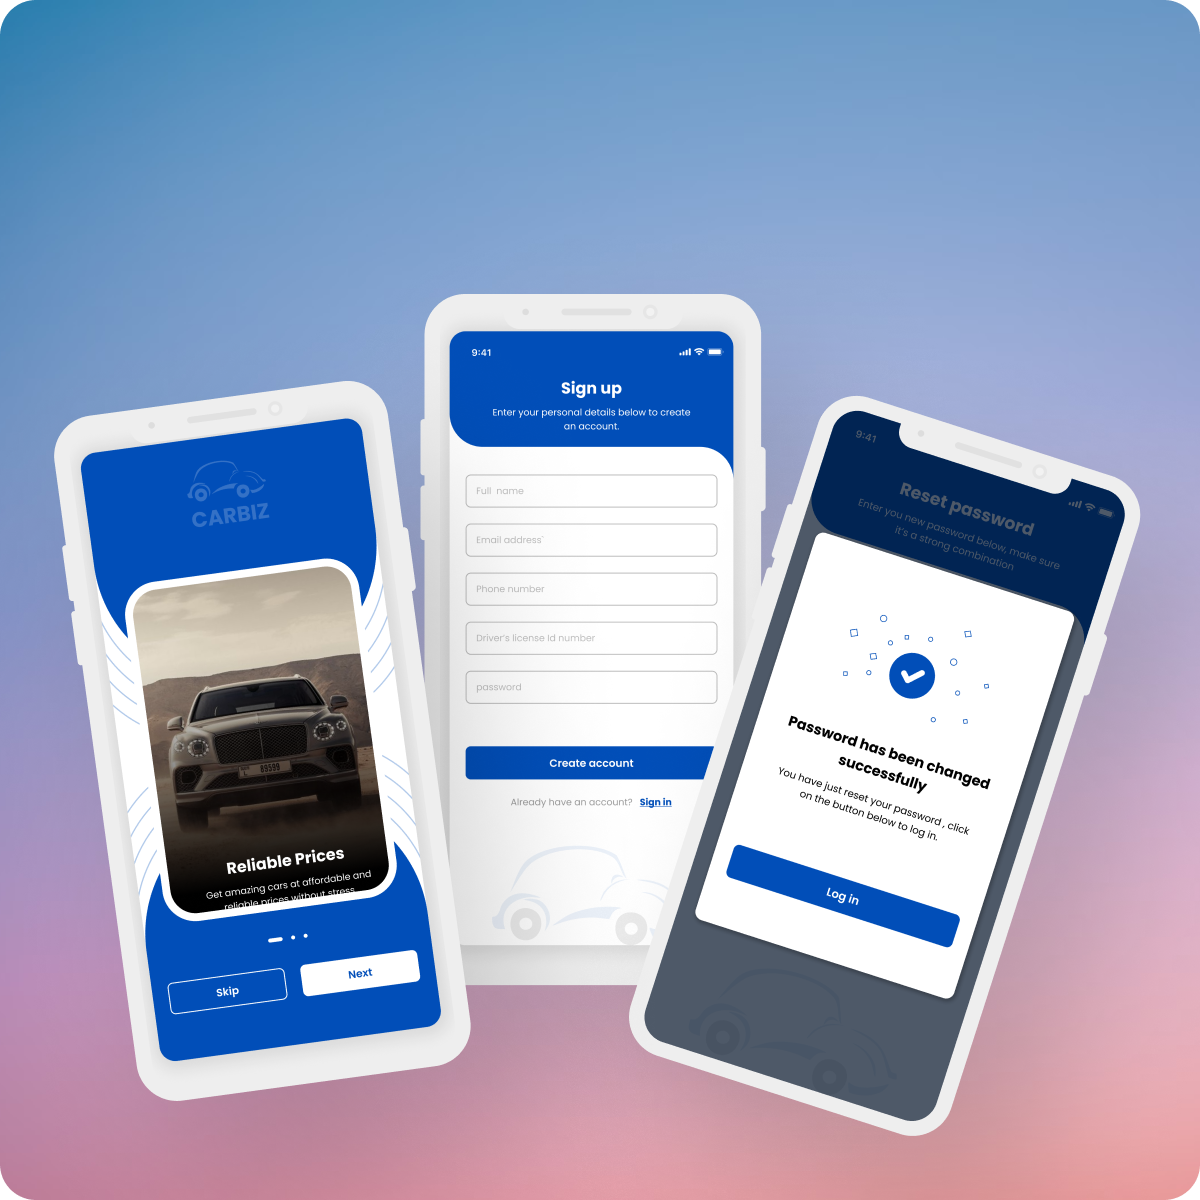 CARBIZ
89599
Reliable Prices
Get amazing cars at affordable and
reliable prices without stress
Skip
Next
9:41
Sign up
Enter your personal details below to create
an account.
Full  name
Email address`
Phone number
Driver's license Id number
password
Create account
Already have an account? Sign in
9:41
Reset password
Enter you new password below, make sure
it's a strong combination
Password has been changed
successfully
You have just reset your password , click
on the button below to log in.
Log in